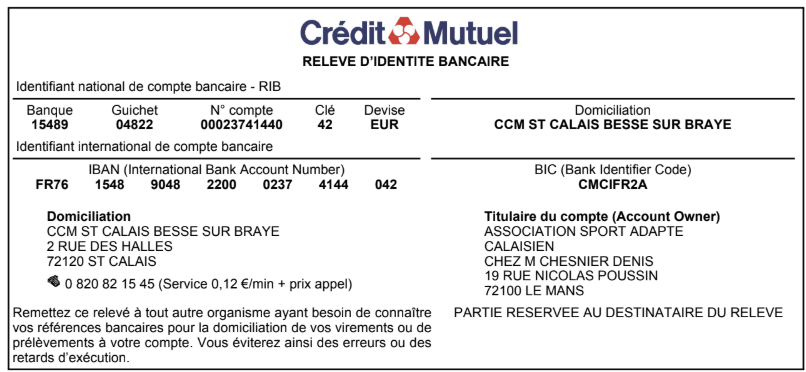 Crédit Mutuel
RELEVE D'IDENTITE BANCAIRE
Identifiant national de compte bancaire - RIB
Banque Guichet N° compte Clé Devise Domiciliation
15489 04822 00023741440 42 EUR CCM ST CALAIS BESSE SUR BRAYE
Identifiant international de compte bancaire
IBAN (International Bank Account Number) BIC (Bank Identifier Code)
FR76 1548 9048 2200 0237 4144 042 CMCIFR2A
Domiciliation
CCM ST CALAIS BESSE SUR BRAYE
2 RUE DES HALLES
72120 ST CALAIS
0 820 82 15 45 (Service 0,12 €/min + prix appel)
Titulaire du compte (Account Owner)
ASSOCIATION SPORT ADAPTE
CALAISIEN
CHEZ M CHESNIER DENIS
19 RUE NICOLAS POUSSIN
72100 LE MANS
Remettez ce relevé à tout autre organisme ayant besoin de connaître
vos références bancaires pour la domiciliation de vos virements ou de
prélèvements à votre compte. Vous éviterez ainsi des erreurs ou des
retards d'exécution.
PARTIE RESERVEE AU DESTINATAIRE DU RELEVE